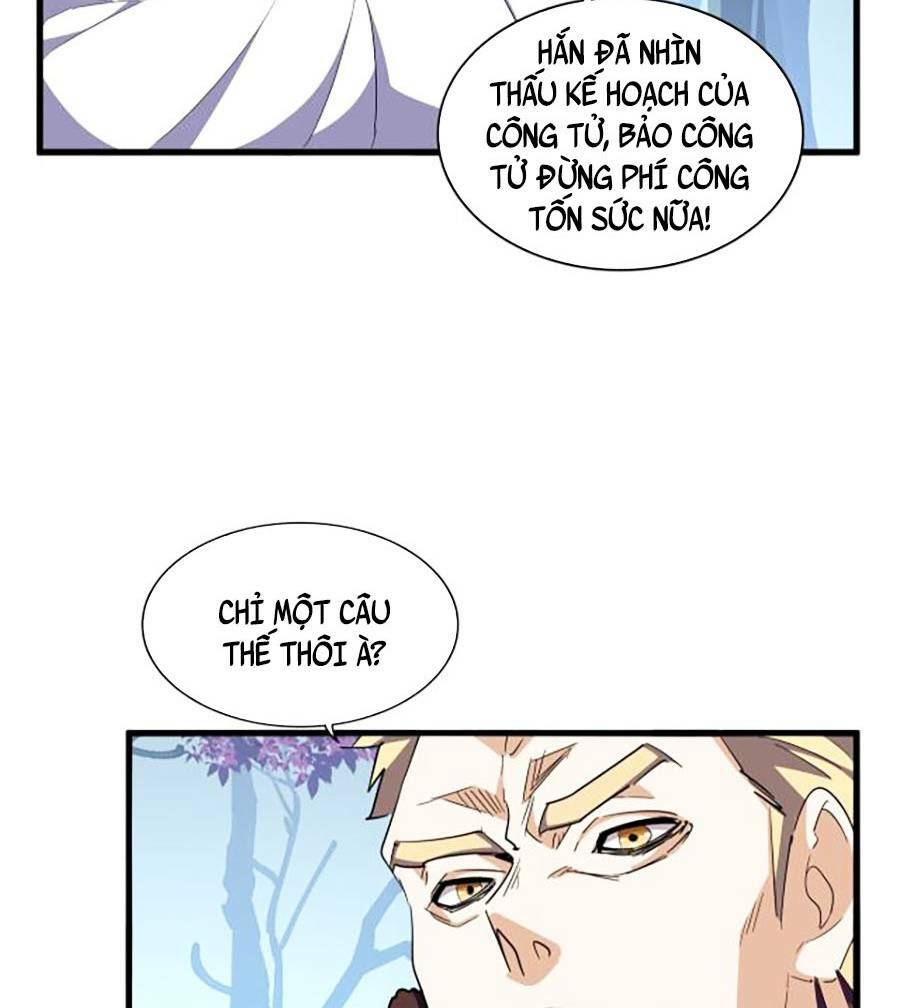 HẮN ĐÃ NHÌN
THẤU KẾ HOẠCH CỦA
CÔNG TỬ, BẢO CÔNG
TỬ ĐỪNG PHÍ CÔNG
TỐN SỨC NỮA!
CHỈ MỘT CÂU
THẾ THÔI À?